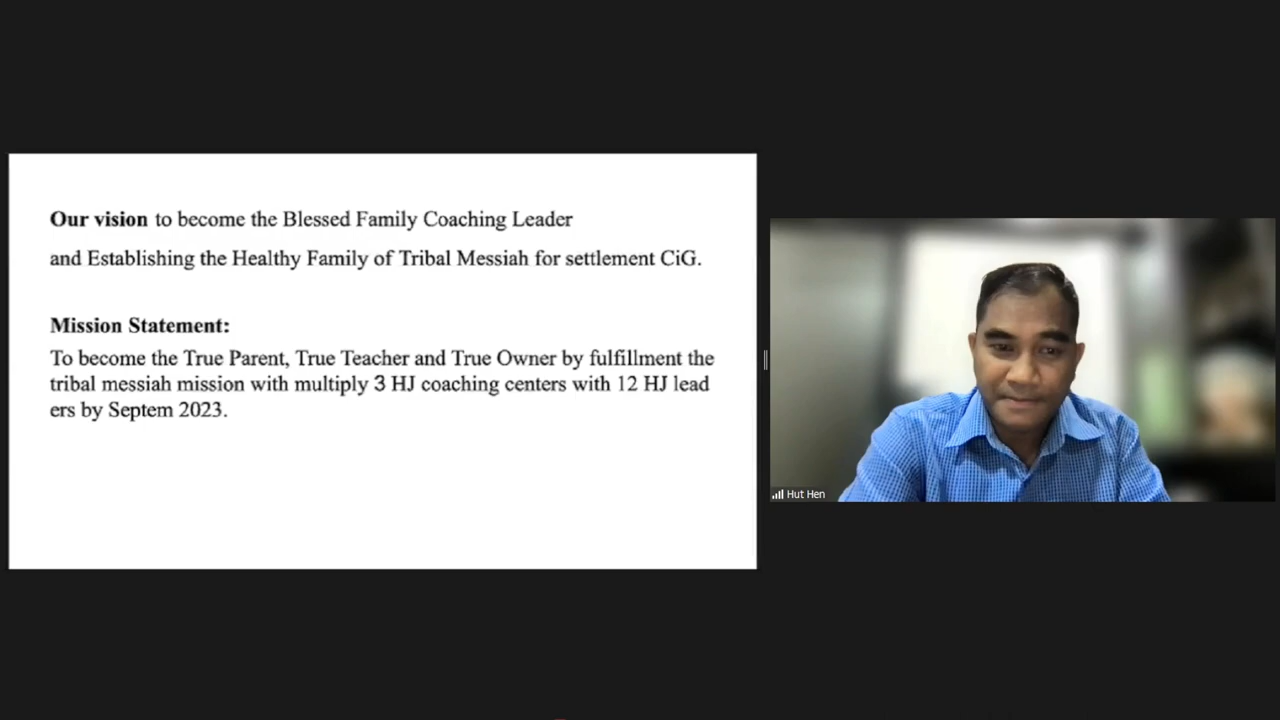 Our vision to become the Blessed Family Coaching Leader
and Establishing the Healthy Family of Tribal Messiah for settlement CiG.
Mission Statement:
To become the True Parent, True Teacher and True Owner by fulfillment the
tribal messiah mission with multiply 3 HJ coaching centers with 12 HJ lead
ers by Septem 2023.
Hut Hen